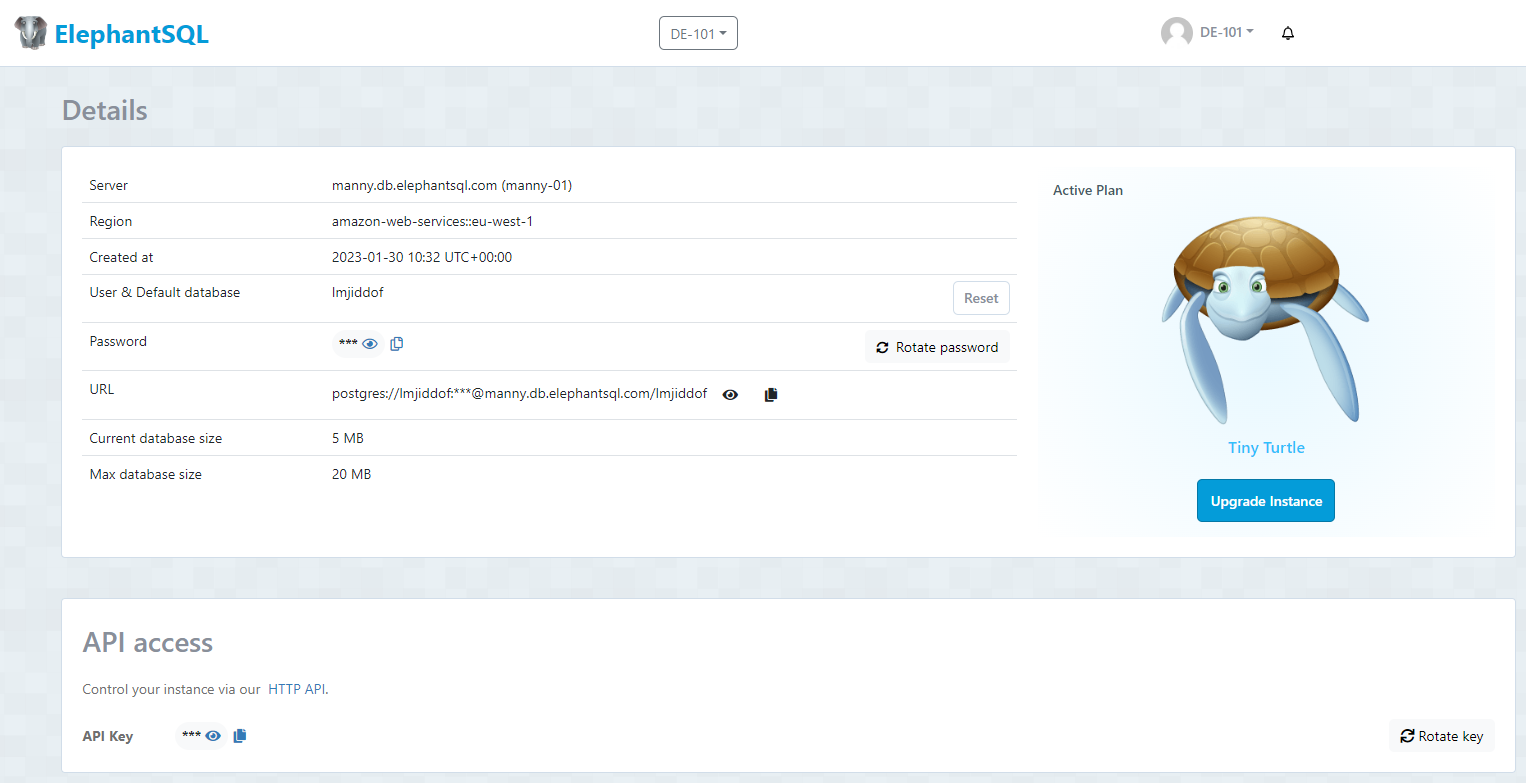 ElephantSQL
DE-101
DE-101
Details
Server manny.db.elephantsql.com (manny-01)
Region amazon-web-services::eu-west-1
Created at 2023-01-30 10:32 UTC+00:00
User & Default database lmjiddof Reset
Password *** Rotate password
URL postgres://lmjiddof:***@manny.db.elephantsql.com/lmjiddof
Current database size 5 MB
Max database size 20 MB
Active Plan
Tiny Turtle
Upgrade Instance
API access
Control your instance via our HTTP API.
API Key *** Rotate key